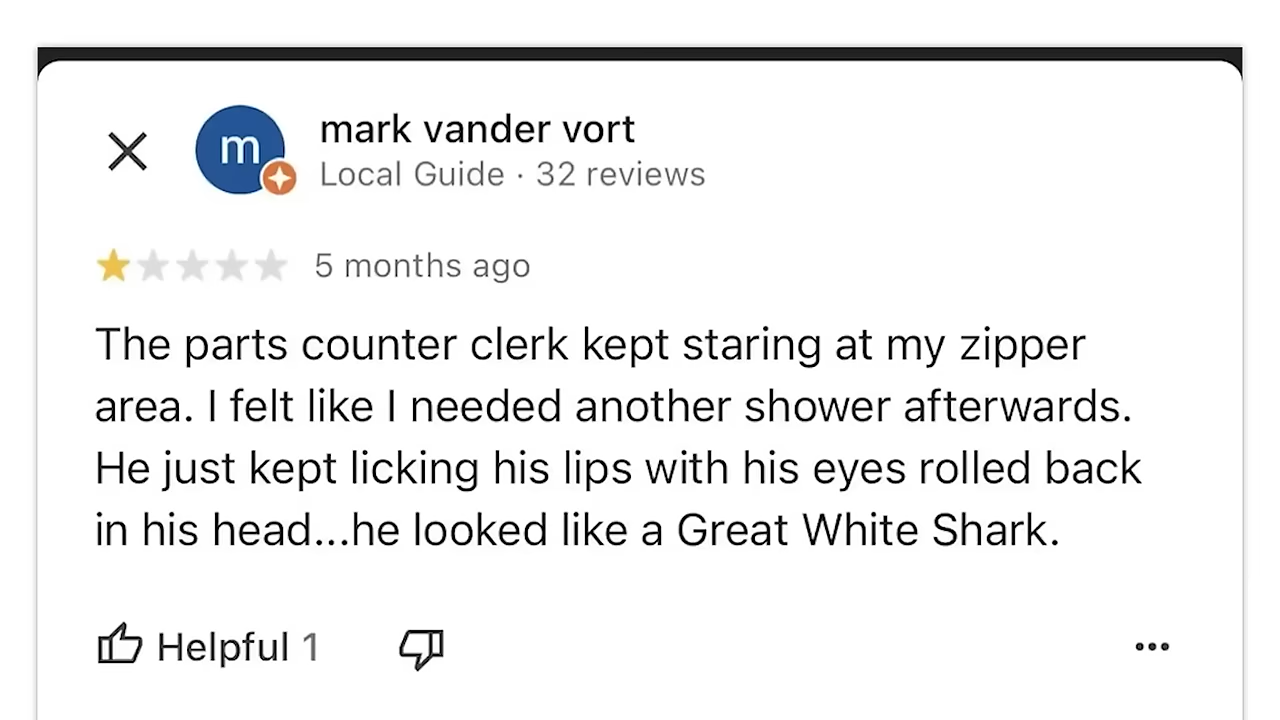 m
mark vander vort
Local Guide · 32 reviews
5 months ago
The parts counter clerk kept staring at my zipper
area. I felt like I needed another shower afterwards.
He just kept licking his lips with his eyes rolled back
in his head...he looked like a Great White Shark.
Helpful 1